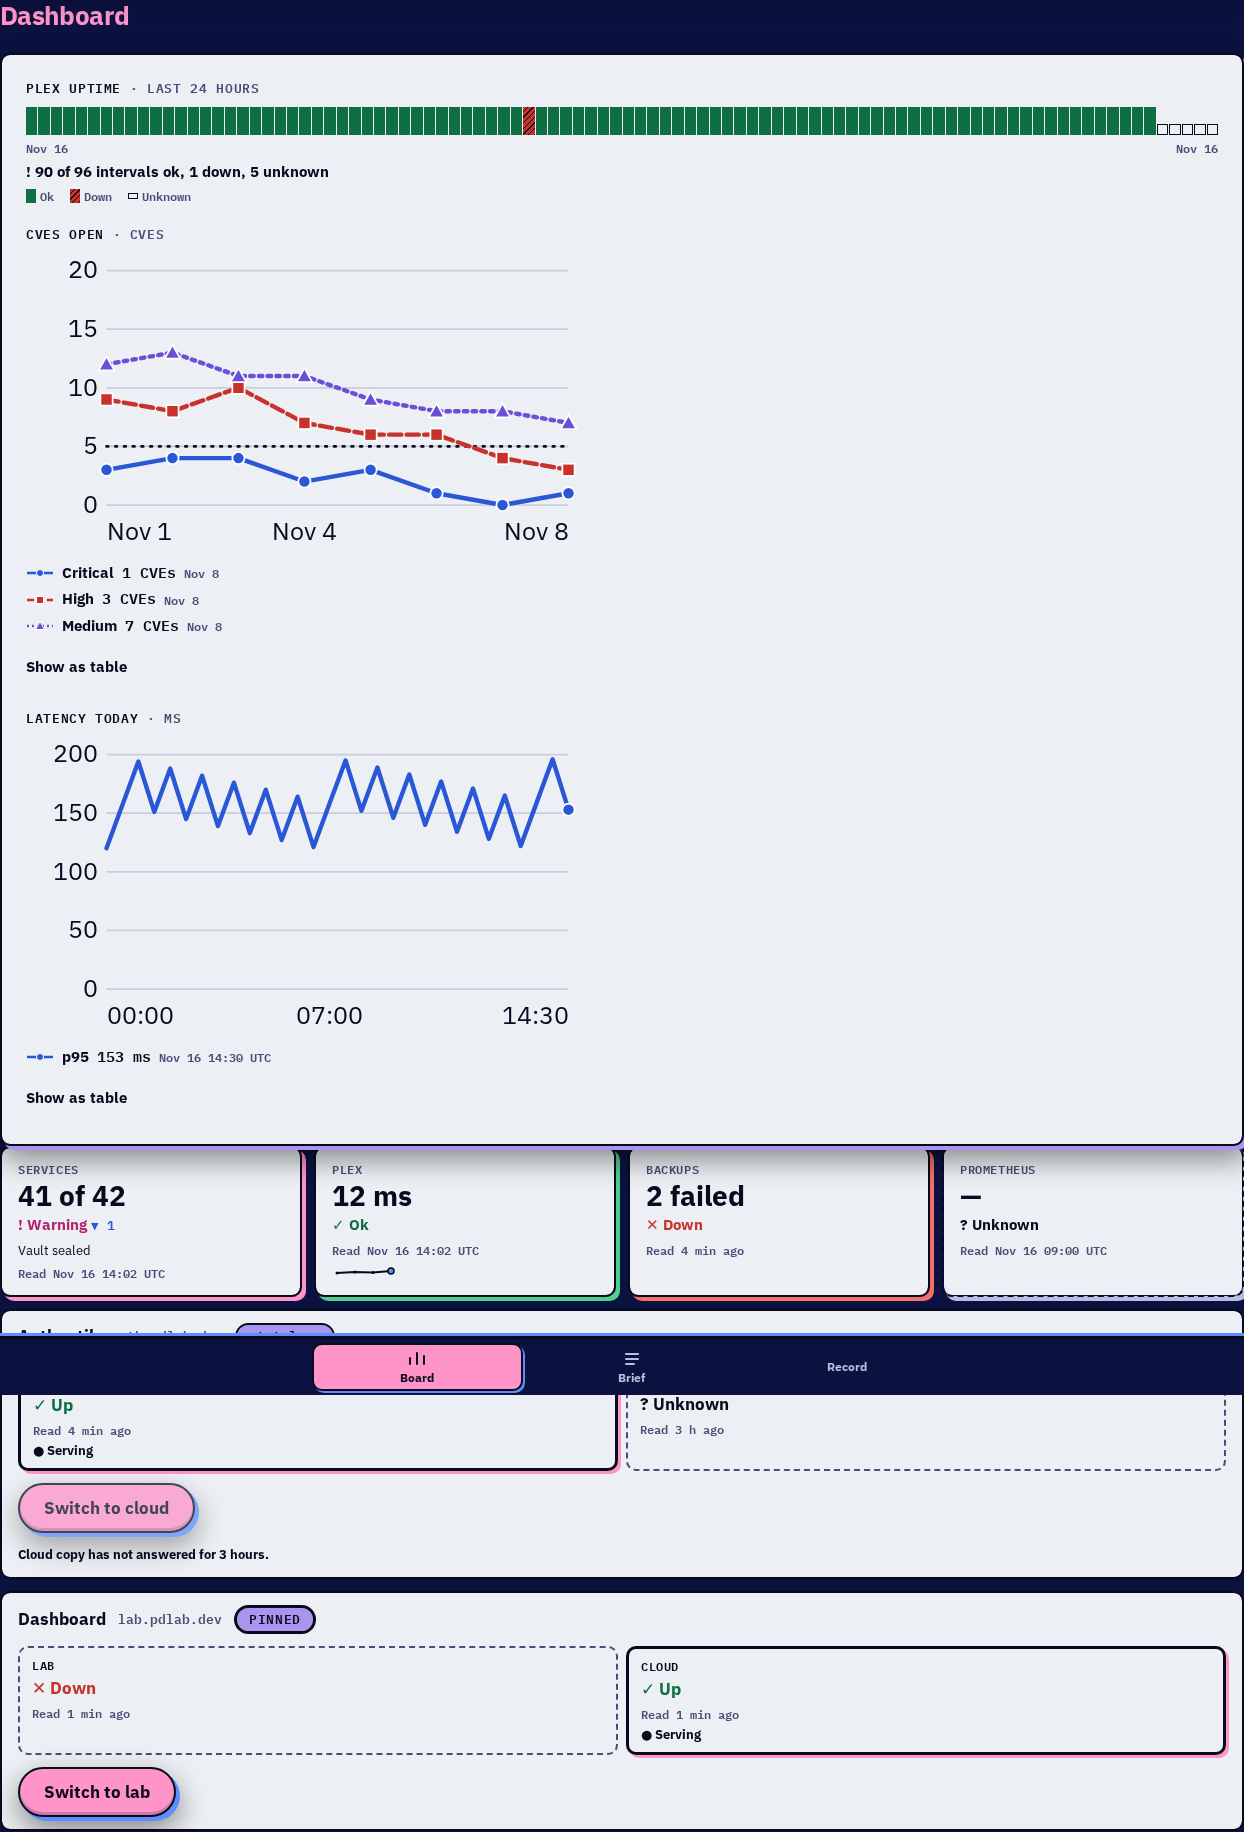 Dashboard
PLEX UPTIME · LAST 24 HOURS
Nov 16 Nov 16
! 90 of 96 intervals ok, 1 down, 5 unknown
Ok Down Unknown
CVES OPEN · CVES
20
15
10
5
0
Nov 1 Nov 4 Nov 8
Critical 1 CVEs Nov 8
High 3 CVEs Nov 8
Medium 7 CVEs Nov 8
Show as table
LATENCY TODAY · MS
200
150
100
50
0
00:00 07:00 14:30
p95 153 ms Nov 16 14:30 UTC
Show as table
SERVICES
41 of 42
! Warning ▼ 1
Vault sealed
Read Nov 16 14:02 UTC
PLEX
12 ms
✓ Ok
Read Nov 16 14:02 UTC
BACKUPS
2 failed
✕ Down
Read 4 min ago
PROMETHEUS
—
? Unknown
Read Nov 16 09:00 UTC
Board
Brief
Record
✓ Up
Read 4 min ago
● Serving
? Unknown
Read 3 h ago
Switch to cloud
Cloud copy has not answered for 3 hours.
Dashboard lab.pdlab.dev PINNED
LAB
✕ Down
Read 1 min ago
CLOUD
✓ Up
Read 1 min ago
● Serving
Switch to lab